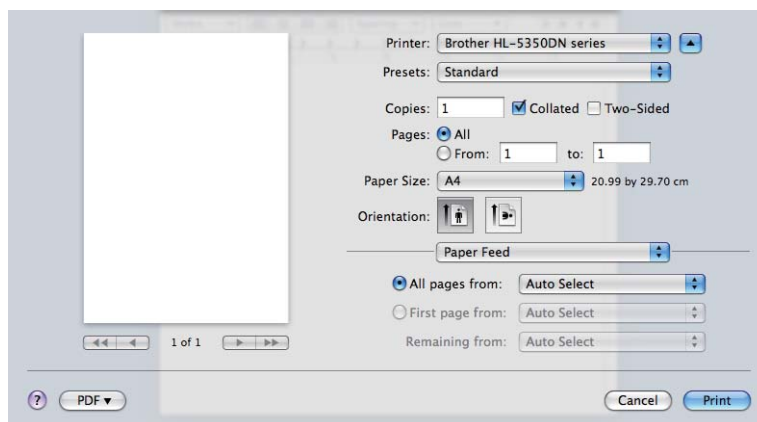 Printer: Brother HL-5350DN series
Presets: Standard
Copies: 1 Collated Two-Sided
Pages: All
From: 1 to: 1
Paper Size: A4 20.99 by 29.70 cm
Orientation:
Paper Feed
All pages from: Auto Select
First page from: Auto Select
Remaining from: Auto Select
1 of 1
? PDF▼ Cancel Print